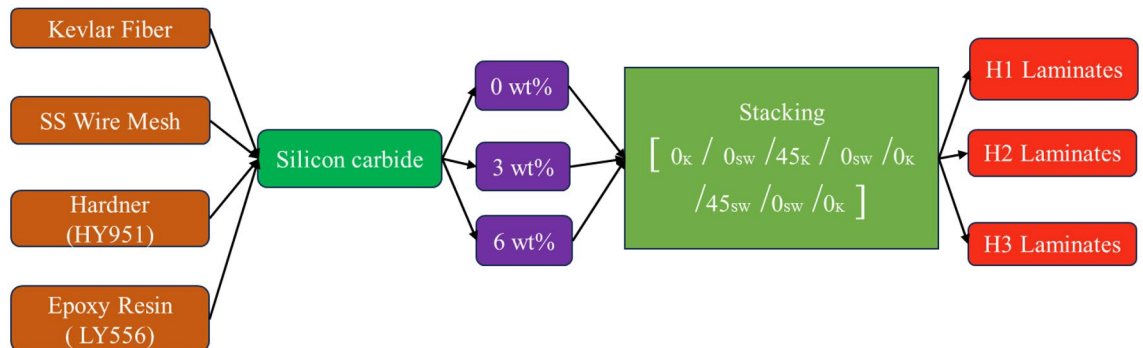 Kevlar Fiber
SS Wire Mesh
Hardner
(HY951)
Epoxy Resin
( LY556)
Silicon carbide
0 wt%
3 wt%
6 wt%
Stacking
[ 0K / 0SW /45K / 0SW /0K
/45SW /0SW /0K ]
H1 Laminates
H2 Laminates
H3 Laminates